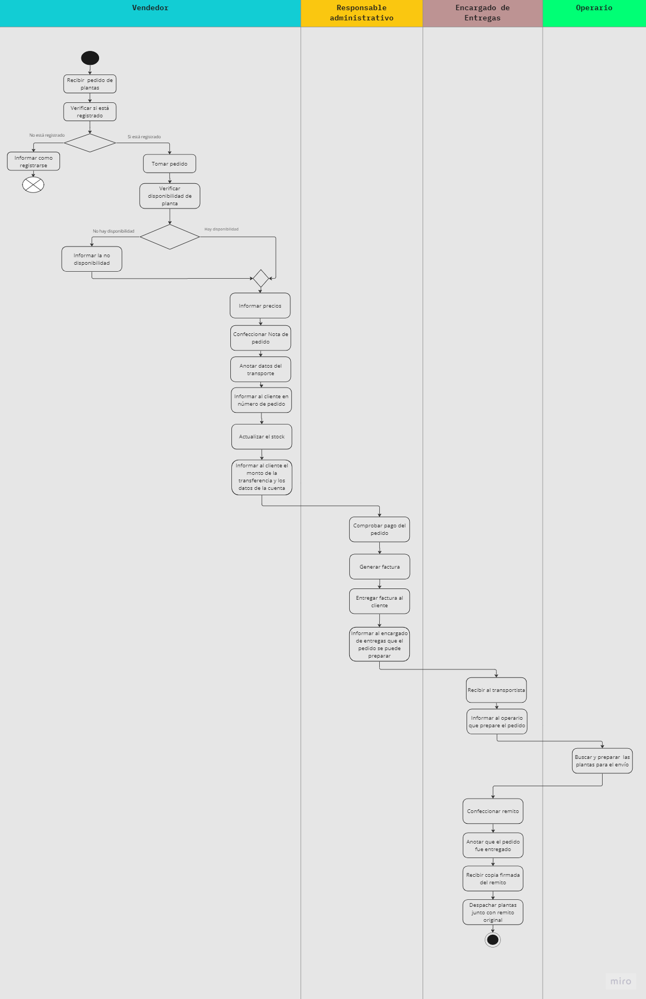 Vendedor
Responsable
administrativo
Encargado de
Entregas
Operario
Recibir pedido de
plantas
Verificar si está
registrado
No está registrado
Si está registrado
Informar como
registrarse
Tomar pedido
Verificar
disponibilidad de
planta
No hay disponibilidad
Hay disponibilidad
Informar la no
disponibilidad
Informar precios
Confeccionar Nota de
pedido
Anotar datos del
transporte
Informar al cliente en
número de pedido
Actualizar el stock
Informar al cliente el
monto de la
transferencia y los
datos de la cuenta
Comprobar pago del
pedido
Generar factura
Entregar factura al
cliente
Informar al encargado
de entregas que el
pedido se puede
preparar
Recibir al transportista
Informar al operario
que prepare el pedido
Buscar y preparar las
plantas para el envío
Confeccionar remito
Anotar que el pedido
fue entregado
Recibir copia firmada
del remito
Despachar plantas
junto con remito
original
miro